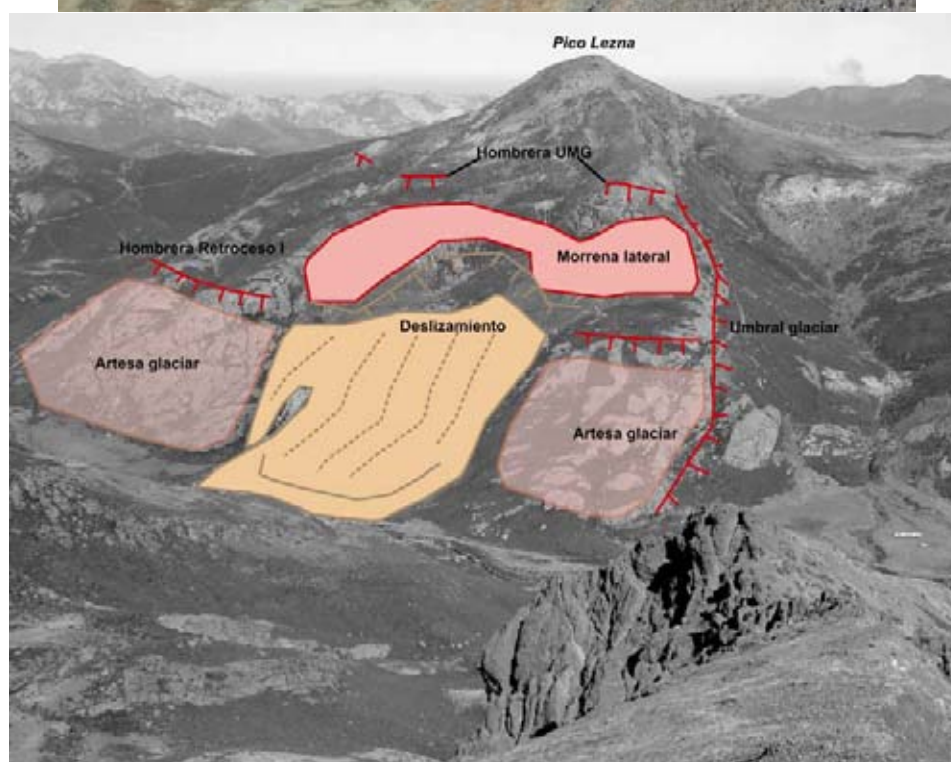 Pico Lezna
Hombrera UMG
Hombrera Retroceso I
Morrena lateral
Deslizamiento
Umbral glaciar
Artesa glaciar
Artesa glaciar